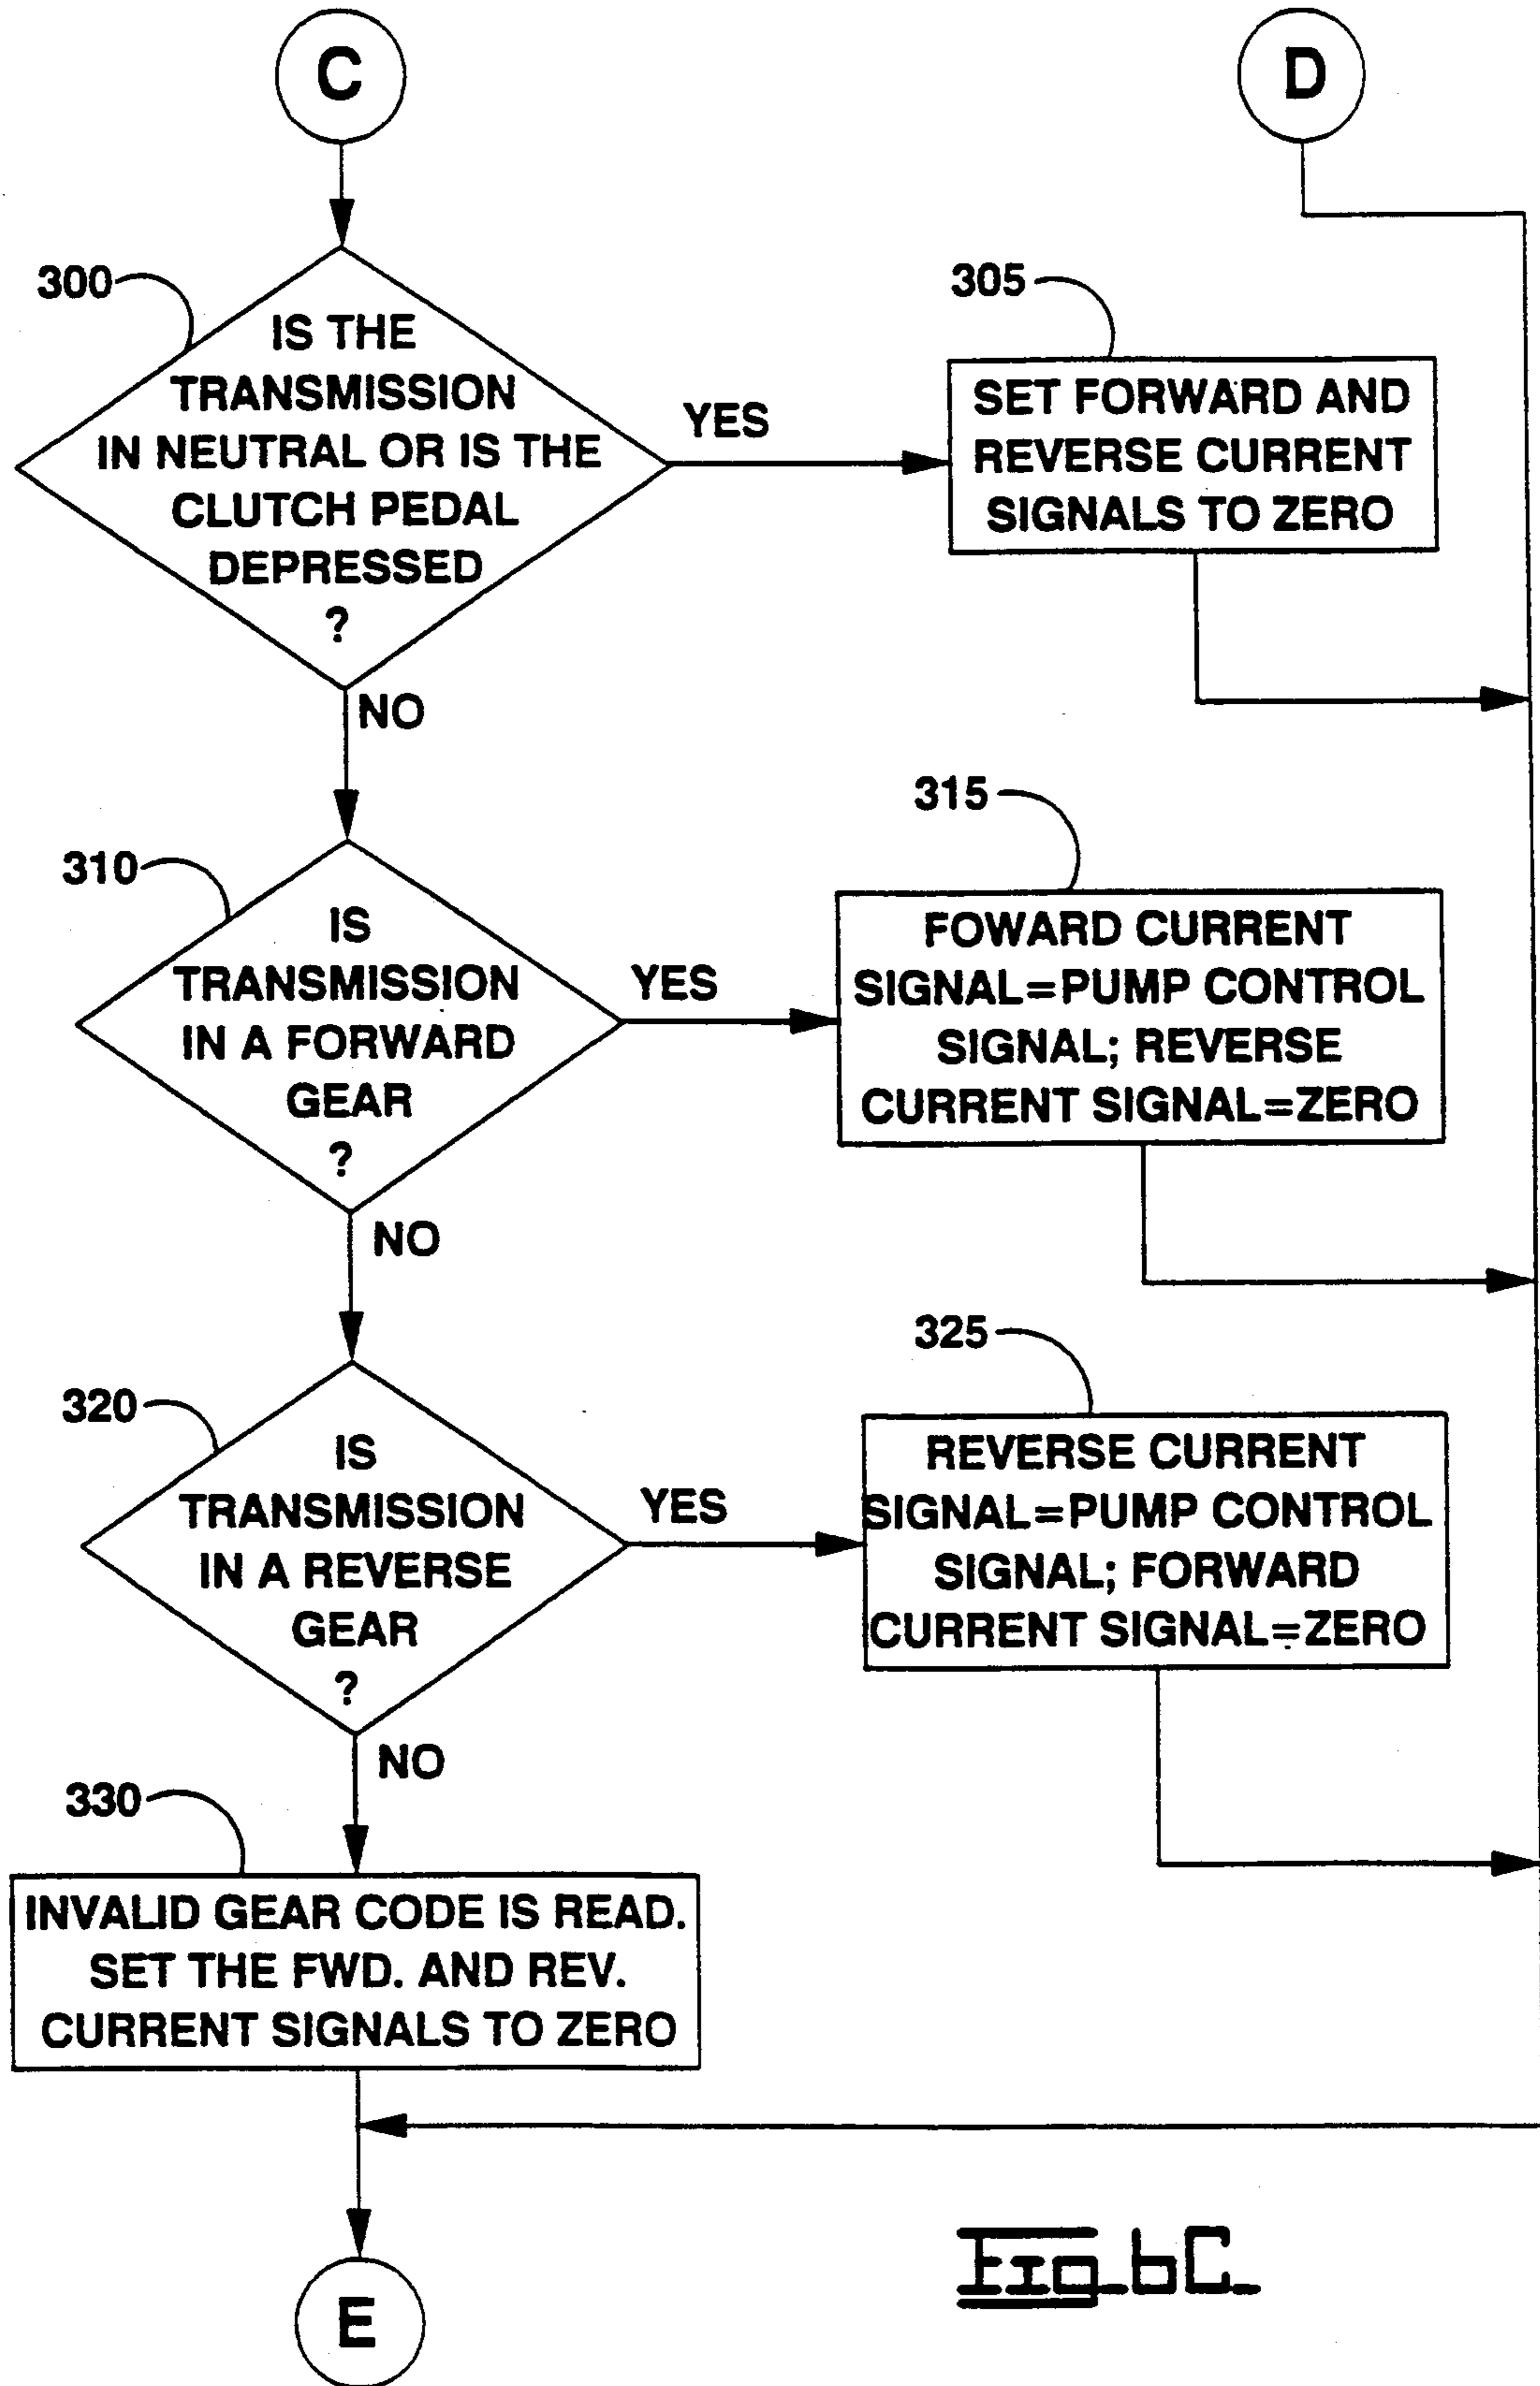 C
D
300
IS THE
TRANSMISSION
IN NEUTRAL OR IS THE
CLUTCH PEDAL
DEPRESSED
?
YES
305
SET FORWARD AND
REVERSE CURRENT
SIGNALS TO ZERO
NO
310
IS
TRANSMISSION
IN A FORWARD
GEAR
?
YES
315
FOWARD CURRENT
SIGNAL=PUMP CONTROL
SIGNAL; REVERSE
CURRENT SIGNAL=ZERO
NO
320
IS
TRANSMISSION
IN A REVERSE
GEAR
?
YES
325
REVERSE CURRENT
SIGNAL=PUMP CONTROL
SIGNAL; FORWARD
CURRENT SIGNAL=ZERO
NO
330
INVALID GEAR CODE IS READ.
SET THE FWD. AND REV.
CURRENT SIGNALS TO ZERO
E
Fig_6C_